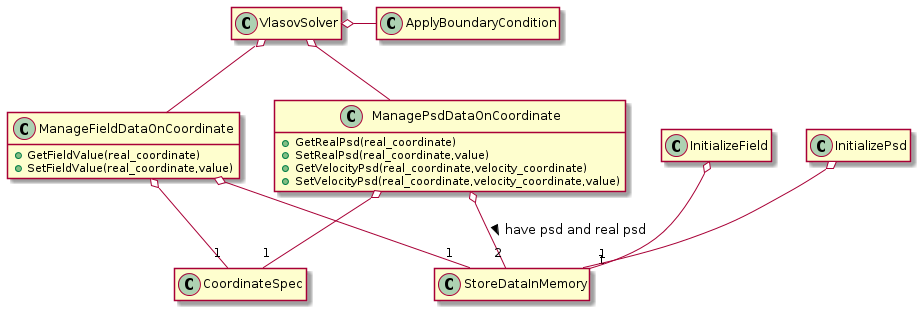 C VlasovSolver
C ApplyBoundaryCondition
C ManageFieldDataOnCoordinate
GetFieldValue(real_coordinate)
SetFieldValue(real_coordinate,value)
C ManagePsdDataOnCoordinate
GetRealPsd(real_coordinate)
SetRealPsd(real_coordinate,value)
GetVelocityPsd(real_coordinate,velocity_coordinate)
SetVelocityPsd(real_coordinate,velocity_coordinate,value)
C InitializeField
C InitializePsd
have psd and real psd
1
1
1
2
1
1
C CoordinateSpec
C StoreDataInMemory